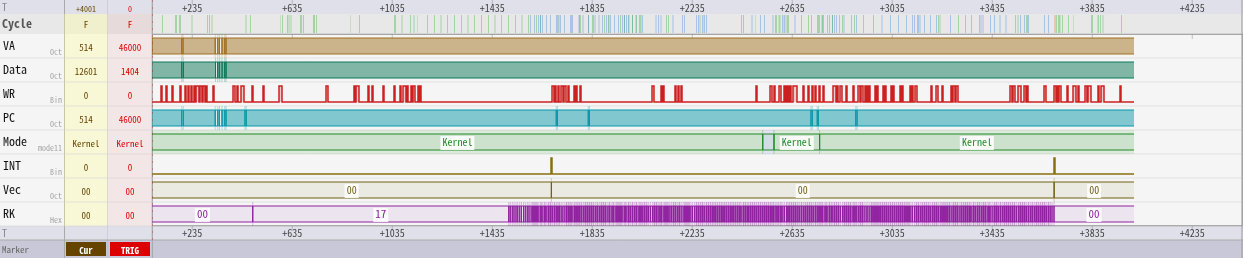 T +4001 0 +235 +635 +1035 +1435 +1835 +2235 +2635 +3035 +3435 +3835 +4235
Cycle F F
VA Oct 514 46000
Data Oct 12601 1404
WR Bin 0 0
PC Oct 514 46000
Mode mode11 Kernel Kernel Kernel Kernel Kernel
INT Bin 0 0
Vec Oct 00 00 00 00 00
RK Hex 00 00 00 17 00
T +235 +635 +1035 +1435 +1835 +2235 +2635 +3035 +3435 +3835 +4235
Marker Cur TRIG